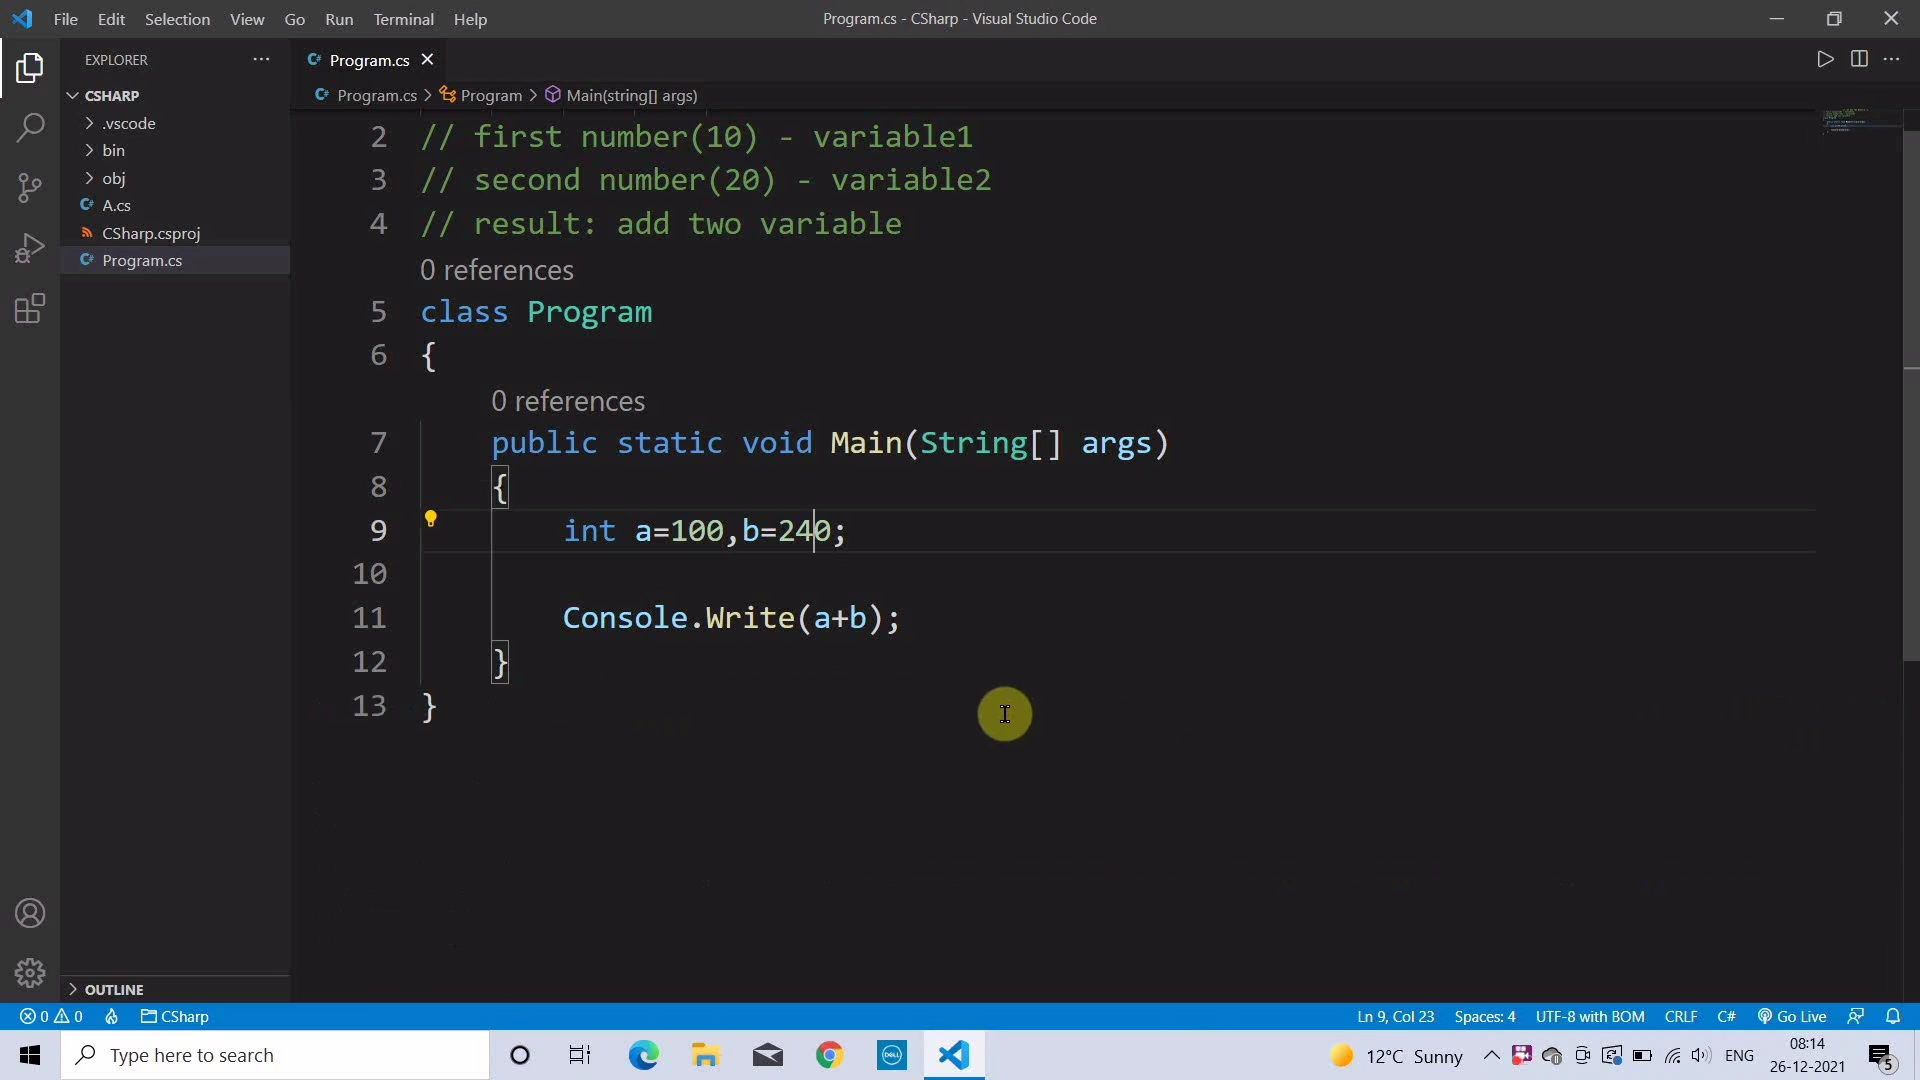 File Edit Selection View Go Run Terminal Help
Program.cs - CSharp - Visual Studio Code
EXPLORER
CSHARP
.vscode
bin
obj
A.cs
CSharp.csproj
Program.cs
OUTLINE
Program.cs
Program.cs > Program > Main(string[] args)
2 // first number(10) - variable1
3 // second number(20) - variable2
4 // result: add two variable
0 references
5 class Program
6 {
0 references
7 public static void Main(String[] args)
8 {
9 int a=100,b=240;
10
11 Console.Write(a+b);
12 }
13 }
0 0 CSharp
Ln 9, Col 23 Spaces: 4 UTF-8 with BOM CRLF C# Go Live
Type here to search
DELL
12°C Sunny
ENG
08:14
26-12-2021
5